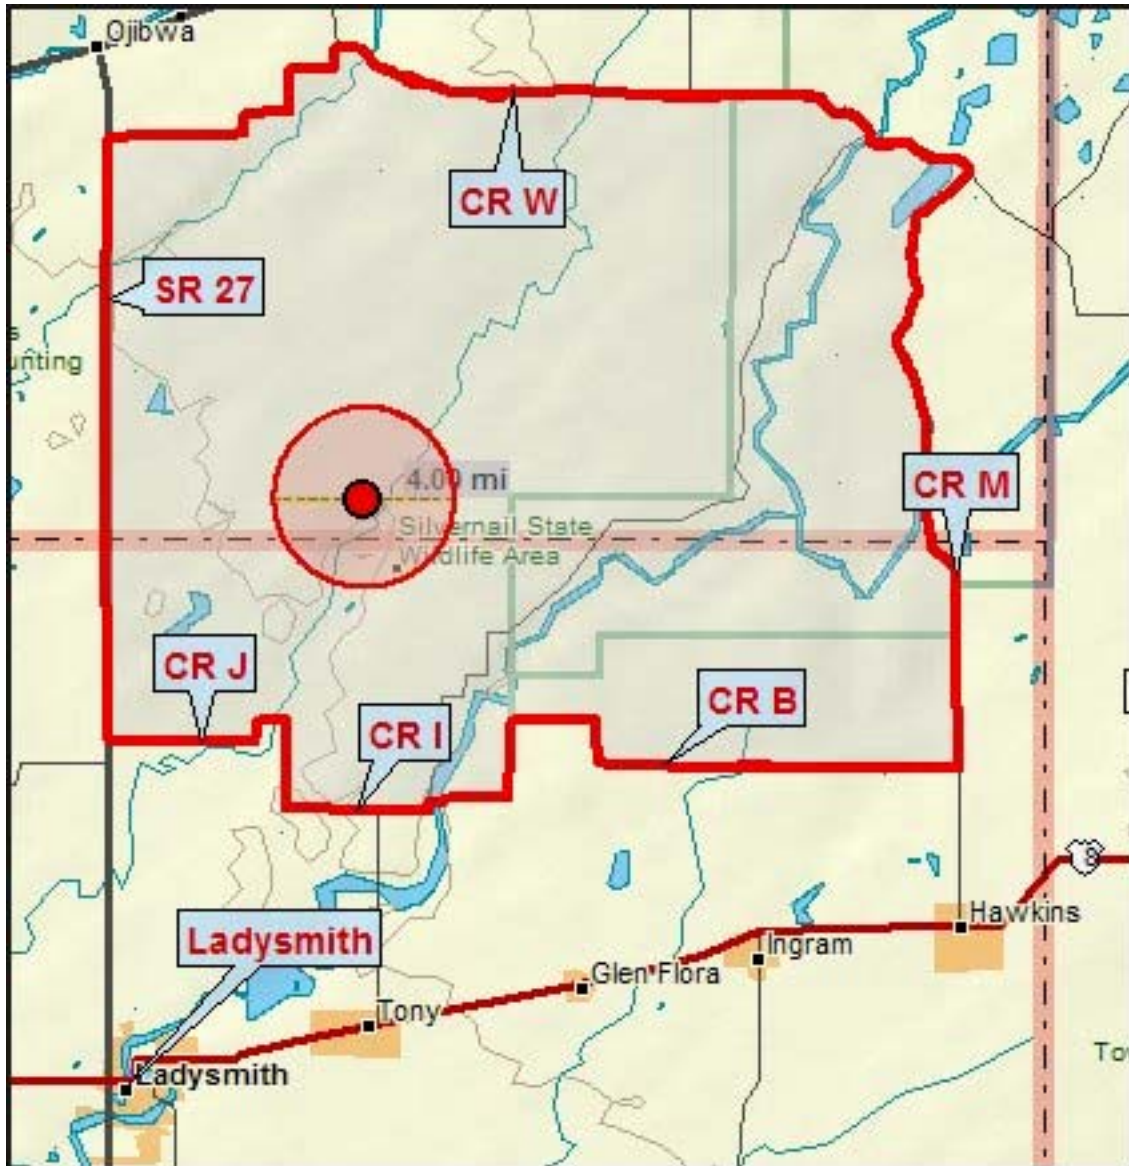 Ojibwa
CR W
SR 27
s
unting
4.00 mi
CR M
Silvernail State
Wildlife Area
CR J
CR B
CR I
8
Hawkins
Ladysmith
Ingram
Glen Flora
Tony
To
Ladysmith